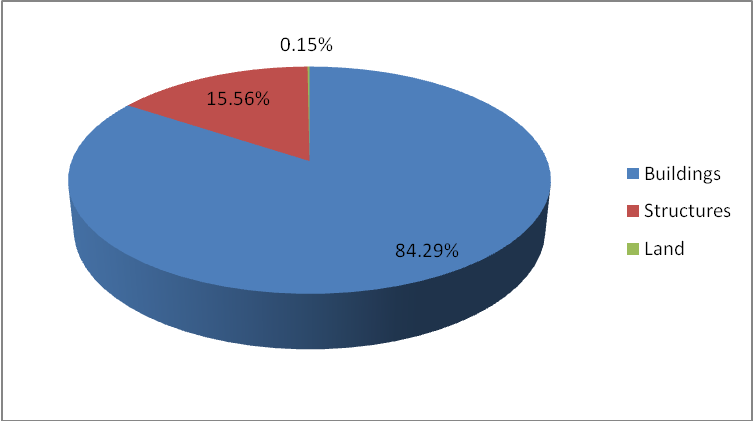 0.15%
15.56%
84.29%
Buildings
Structures
Land